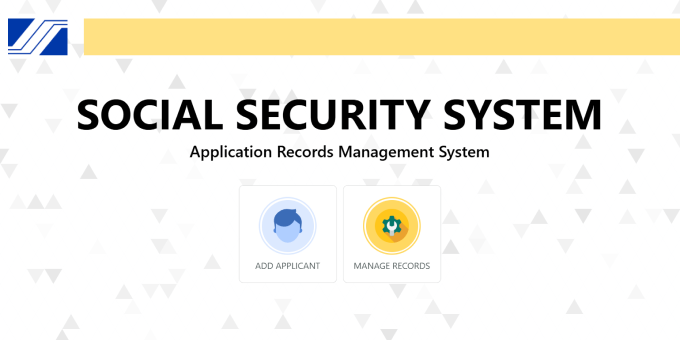 SOCIAL SECURITY SYSTEM
Application Records Management System
ADD APPLICANT
MANAGE RECORDS